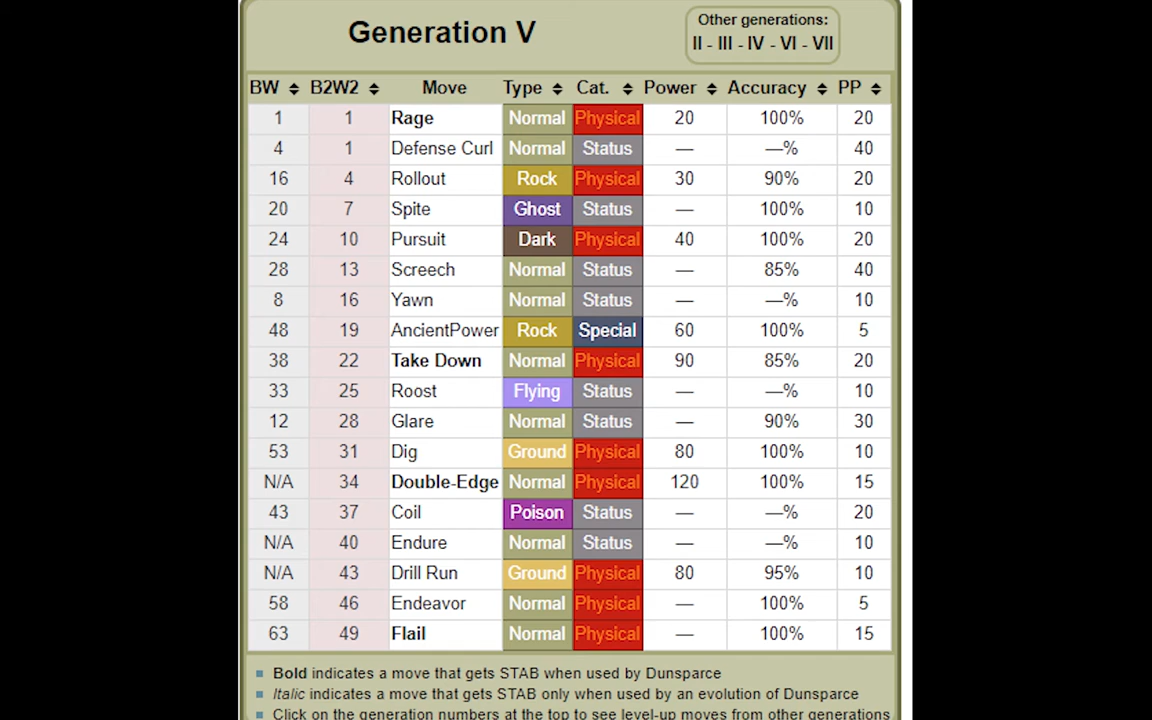 Generation V
Other generations:
II - III - IV - VI - VII
BW B2W2 Move Type Cat. Power Accuracy PP
1 1 Rage Normal Physical 20 100% 20
4 1 Defense Curl Normal Status — —% 40
16 4 Rollout Rock Physical 30 90% 20
20 7 Spite Ghost Status — 100% 10
24 10 Pursuit Dark Physical 40 100% 20
28 13 Screech Normal Status — 85% 40
8 16 Yawn Normal Status — —% 10
48 19 AncientPower Rock Special 60 100% 5
38 22 Take Down Normal Physical 90 85% 20
33 25 Roost Flying Status — —% 10
12 28 Glare Normal Status — 90% 30
53 31 Dig Ground Physical 80 100% 10
N/A 34 Double-Edge Normal Physical 120 100% 15
43 37 Coil Poison Status — —% 20
N/A 40 Endure Normal Status — —% 10
N/A 43 Drill Run Ground Physical 80 95% 10
58 46 Endeavor Normal Physical — 100% 5
63 49 Flail Normal Physical — 100% 15
Bold indicates a move that gets STAB when used by Dunsparce
Italic indicates a move that gets STAB only when used by an evolution of Dunsparce
Click on the generation numbers at the top to see level-up moves from other generations